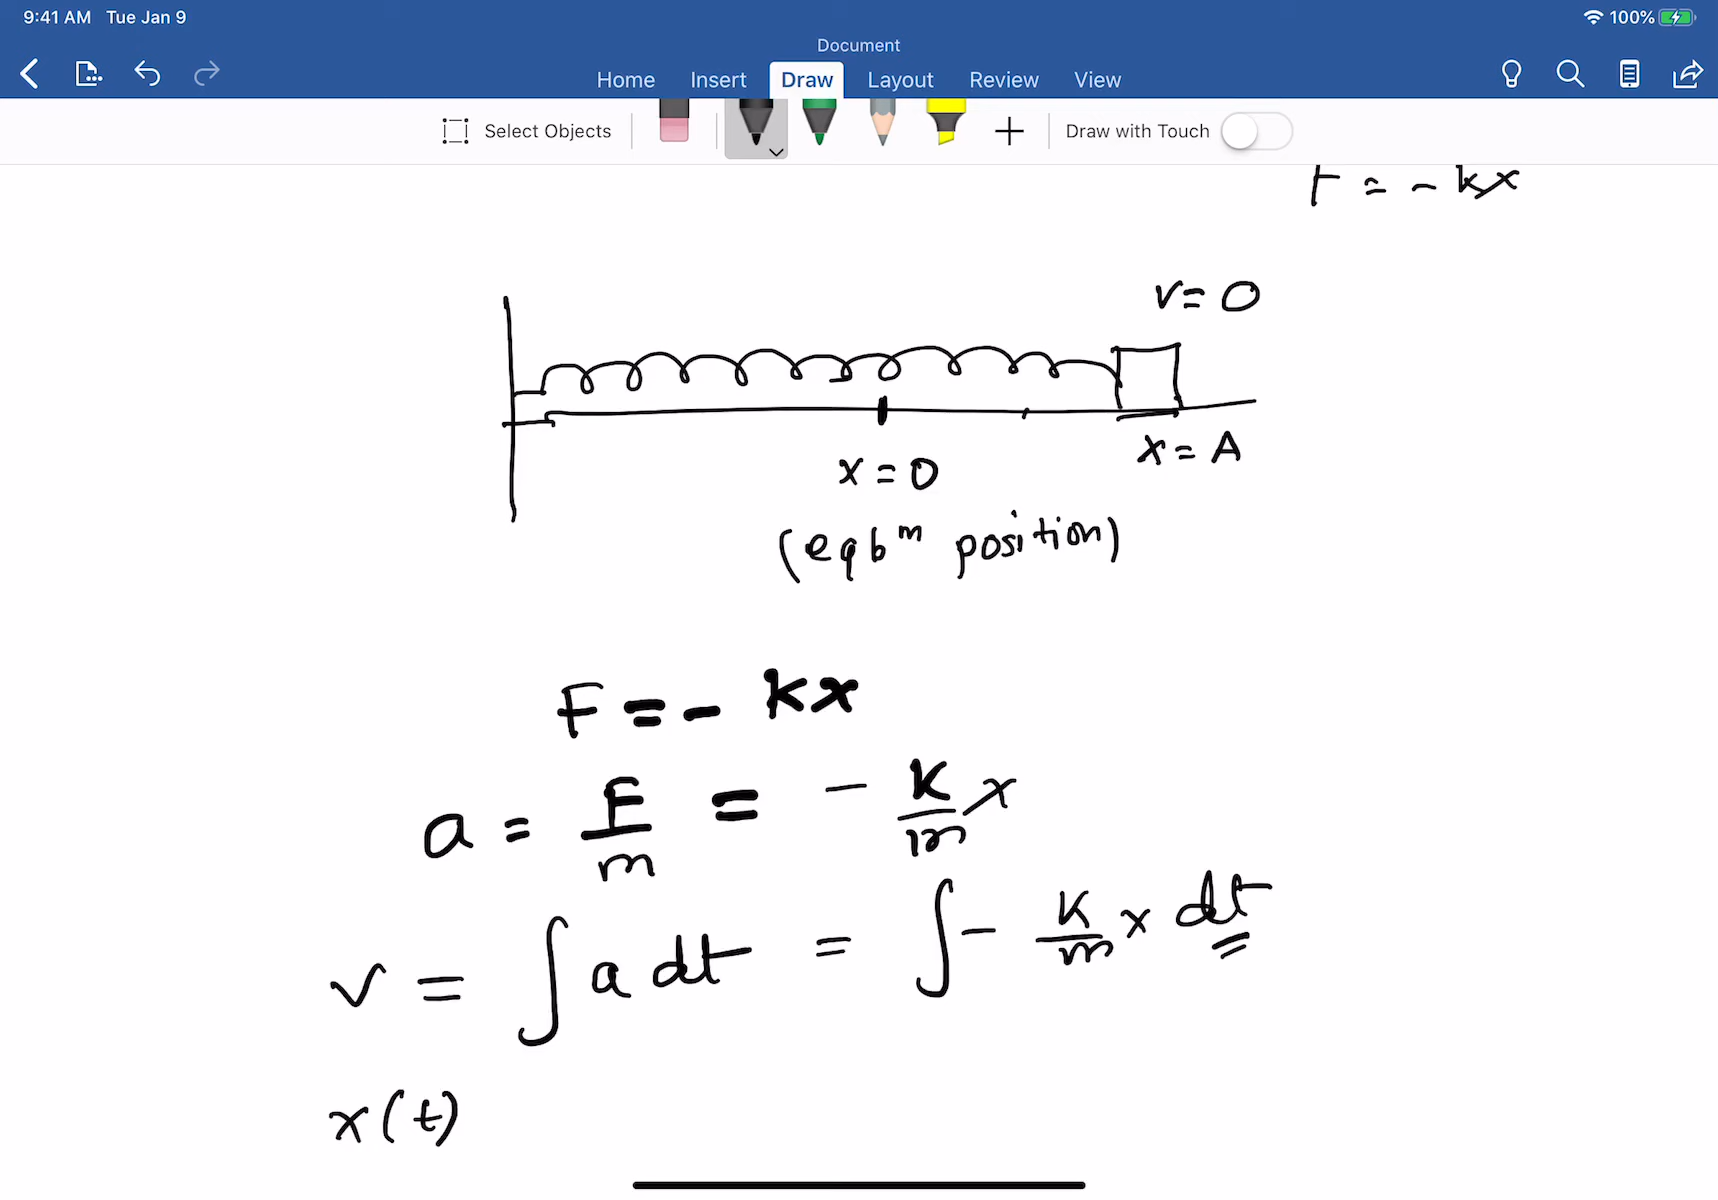 9:41 AM Tue Jan 9
100%
Document
Home Insert Draw Layout Review View
Select Objects
Draw with Touch
F = - kx
v = 0
x = 0
x = A
(eqbᵐ position)
F = - kx
a = F/m = - k/m x
v = ∫ a dt = ∫ - k/m x dt
x(t)